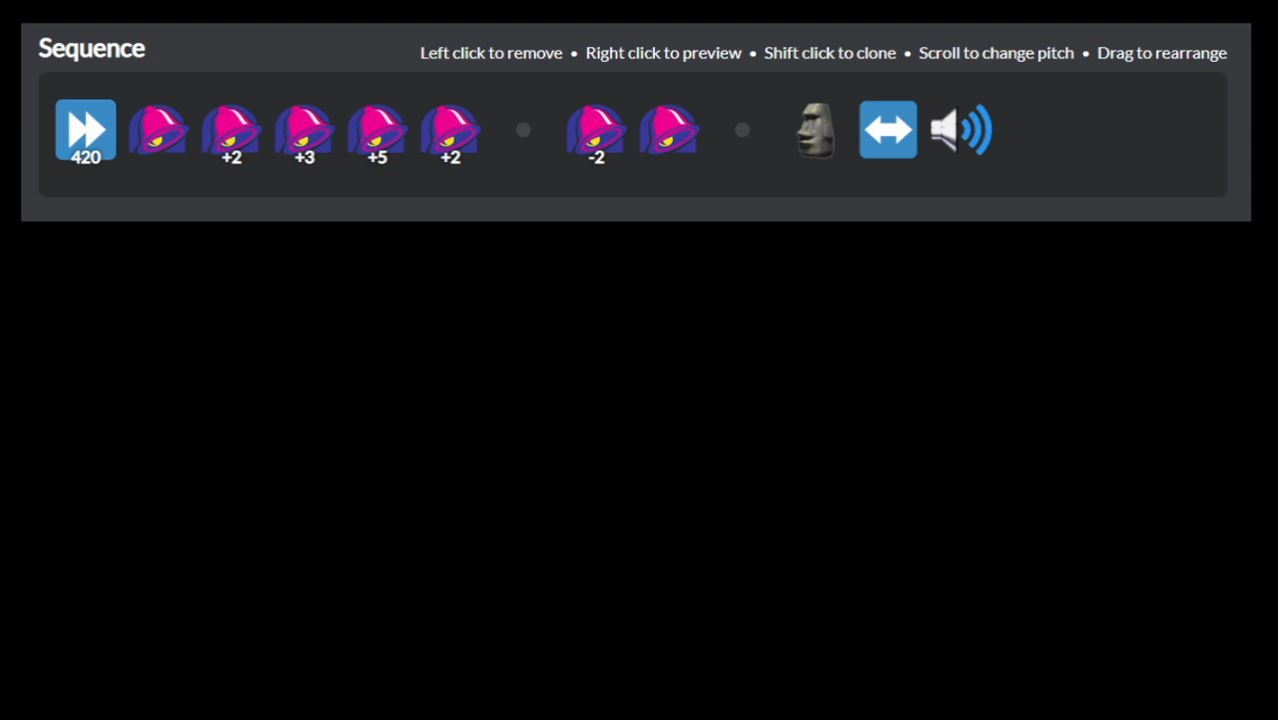 Sequence
Left click to remove • Right click to preview • Shift click to clone • Scroll to change pitch • Drag to rearrange
420 +2 +3 +5 +2 -2